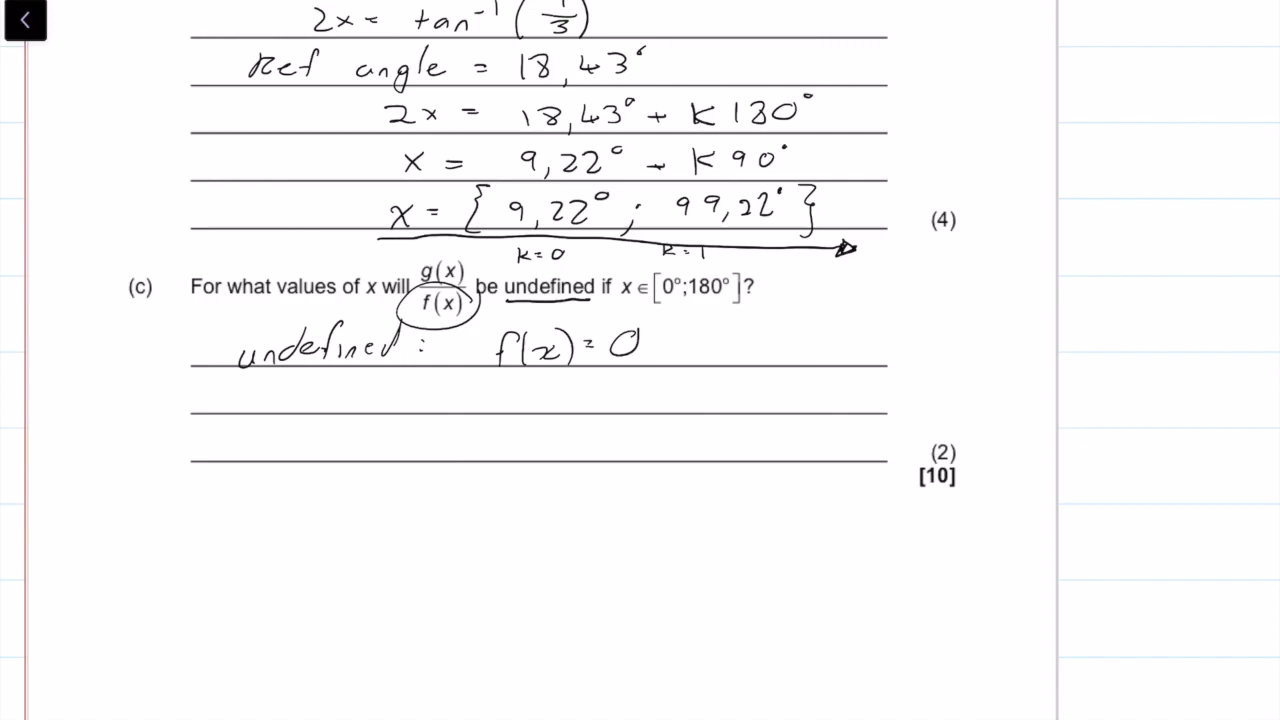 2x = tan⁻¹ (1/3)
Ref angle = 18,43°
2x = 18,43° + K 180°
x = 9,22° + K 90°
x = { 9,22° ; 99,22° }
(4)
k=0 k=1
(c) For what values of x will g(x)/f(x) be undefined if x ∈ [0°;180°]?
undefined : f(x) = 0
(2)
[10]